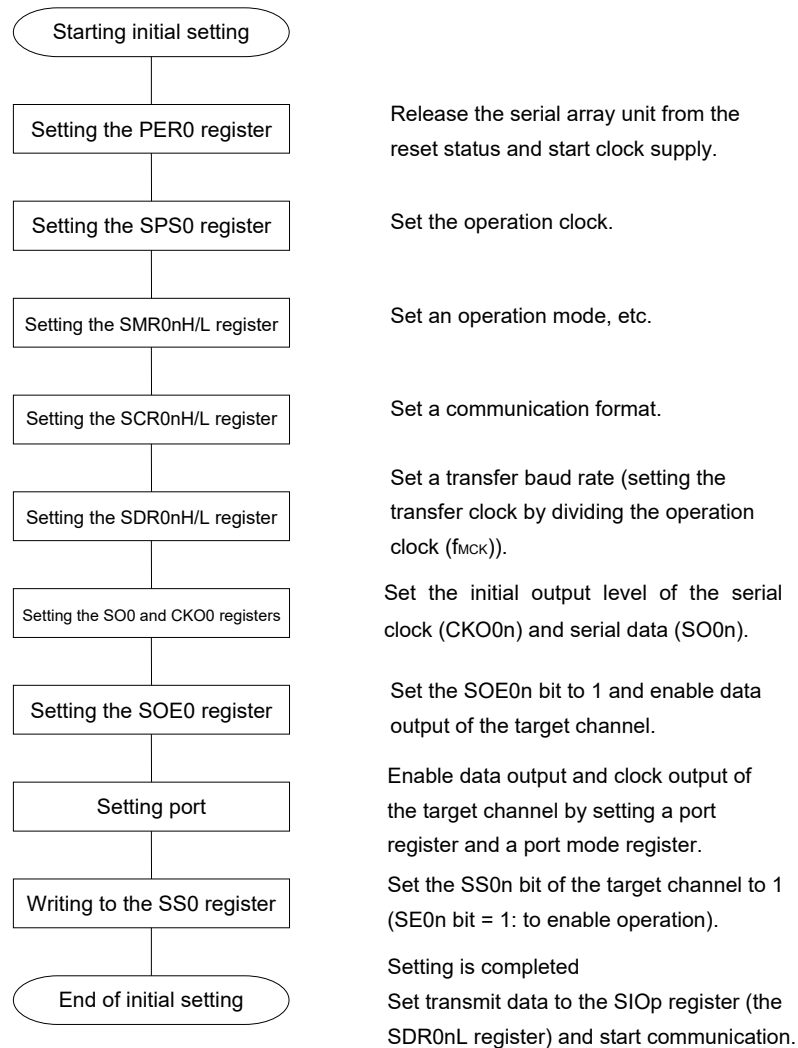 Starting initial setting
Setting the PER0 register
Release the serial array unit from the
reset status and start clock supply.
Setting the SPS0 register
Set the operation clock.
Setting the SMR0nH/L register
Set an operation mode, etc.
Setting the SCR0nH/L register
Set a communication format.
Setting the SDR0nH/L register
Set a transfer baud rate (setting the
transfer clock by dividing the operation
clock (fMCK)).
Setting the SO0 and CKO0 registers
Set the initial output level of the serial
clock (CKO0n) and serial data (SO0n).
Setting the SOE0 register
Set the SOE0n bit to 1 and enable data
output of the target channel.
Setting port
Enable data output and clock output of
the target channel by setting a port
register and a port mode register.
Writing to the SS0 register
Set the SS0n bit of the target channel to 1
(SE0n bit = 1: to enable operation).
End of initial setting
Setting is completed
Set transmit data to the SIOp register (the
SDR0nL register) and start communication.